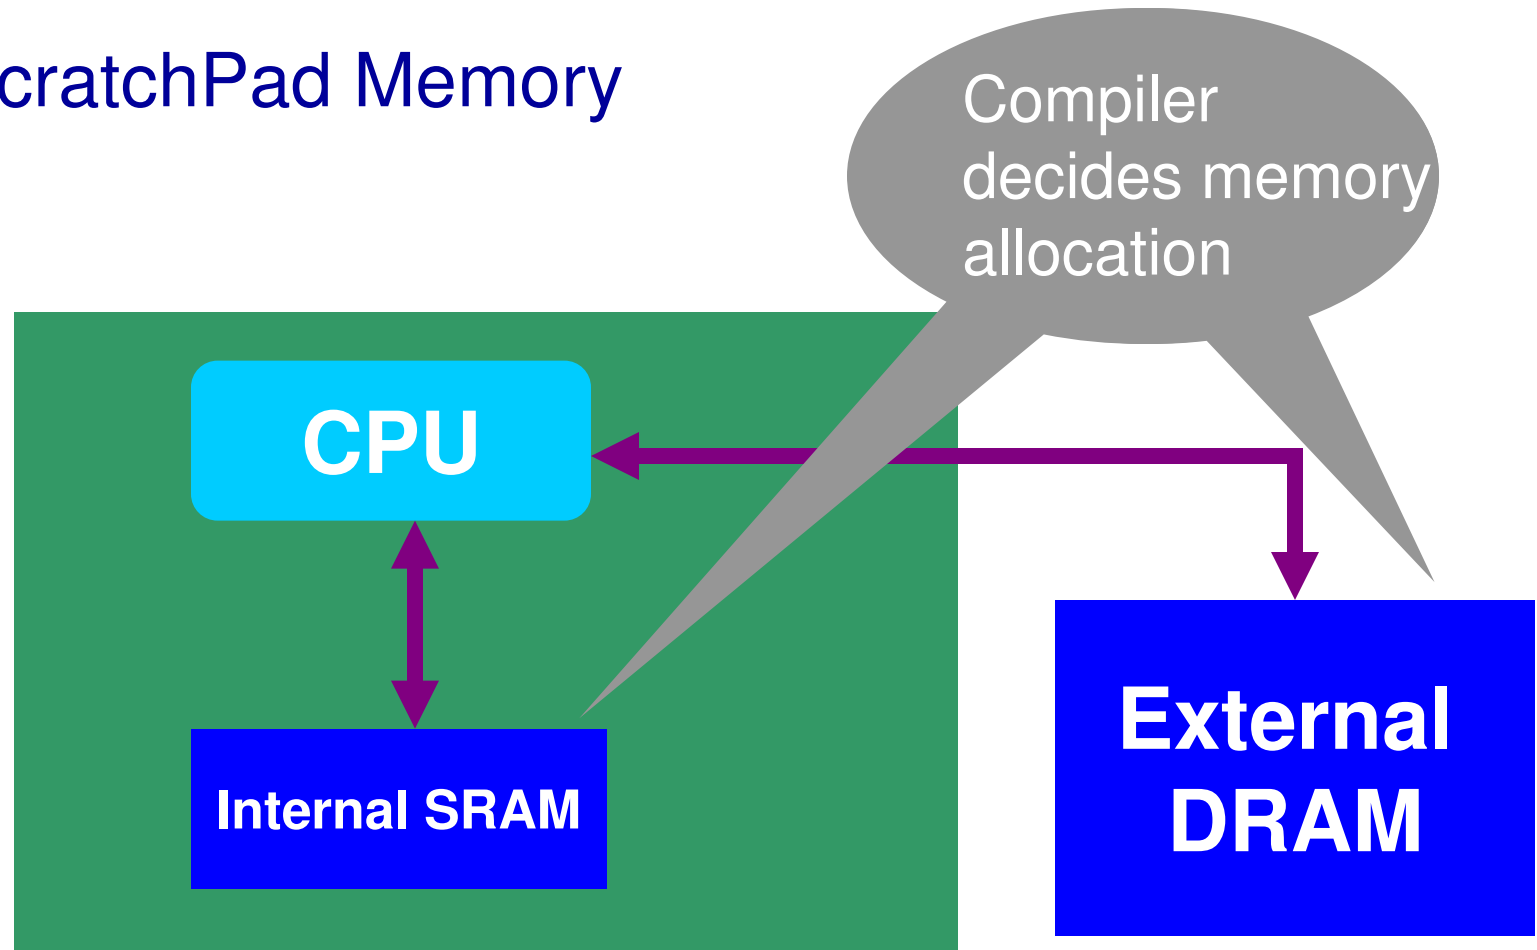 cratchPad Memory
Compiler
decides memory
allocation
CPU
Internal SRAM
External
DRAM